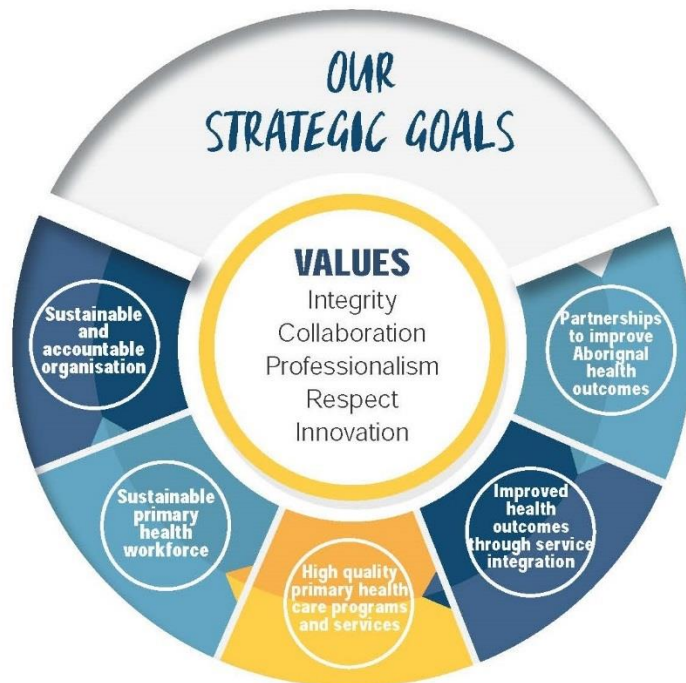 OUR
STRATEGIC GOALS
VALUES
Integrity
Collaboration
Professionalism
Respect
Innovation
Sustainable
and
accountable
organisation
Partnerships
to improve
Aborignal
health
outcomes
Sustainable
primary
health
workforce
Improved
health
outcomes
through service
integration
High quality
primary health
care programs
and services